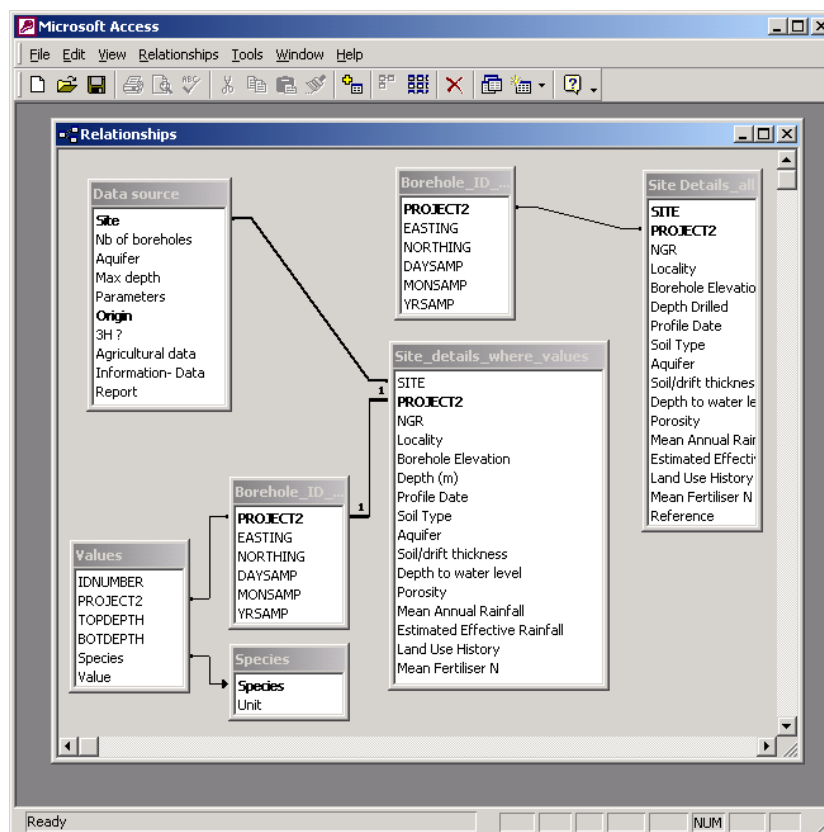 Microsoft Access
File Edit View Relationships Tools Window Help
Relationships
Data source
Site
Nb of boreholes
Aquifer
Max depth
Parameters
Origin
3H ?
Agricultural data
Information- Data
Report
Borehole_ID_...
PROJECT2
EASTING
NORTHING
DAYSAMP
MONSAMP
YRSAMP
Site Details_all
SITE
PROJECT2
NGR
Locality
Borehole Elevatio
Depth Drilled
Profile Date
Soil Type
Aquifer
Soil/drift thicknes
Depth to water le
Porosity
Mean Annual Rai
Estimated Effecti
Land Use History
Mean Fertiliser N
Reference
Site_details_where_values
SITE
PROJECT2
NGR
Locality
Borehole Elevation
Depth (m)
Profile Date
Soil Type
Aquifer
Soil/drift thickness
Depth to water level
Porosity
Mean Annual Rainfall
Estimated Effective Rainfall
Land Use History
Mean Fertiliser N
1
1
Borehole_ID_...
PROJECT2
EASTING
NORTHING
DAYSAMP
MONSAMP
YRSAMP
Values
IDNUMBER
PROJECT2
TOPDEPTH
BOTDEPTH
Species
Value
Species
Species
Unit
Ready
NUM